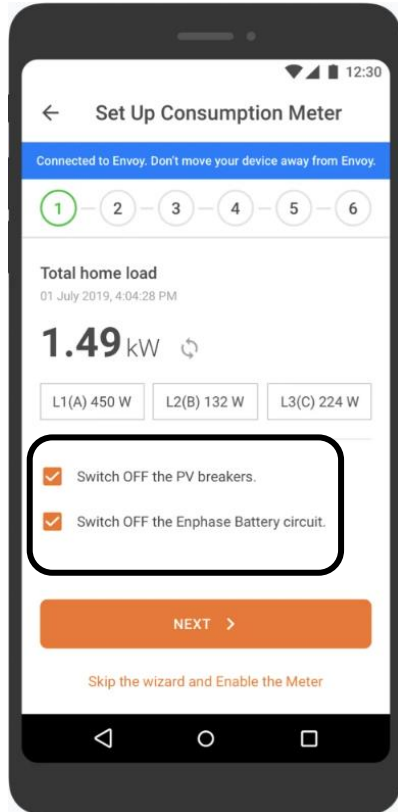 12:30
Set Up Consumption Meter
Connected to Envoy. Don't move your device away from Envoy.
1 2 3 4 5 6
Total home load
01 July 2019, 4:04:28 PM
1.49 kW
L1(A) 450 W L2(B) 132 W L3(C) 224 W
Switch OFF the PV breakers.
Switch OFF the Enphase Battery circuit.
NEXT
Skip the wizard and Enable the Meter